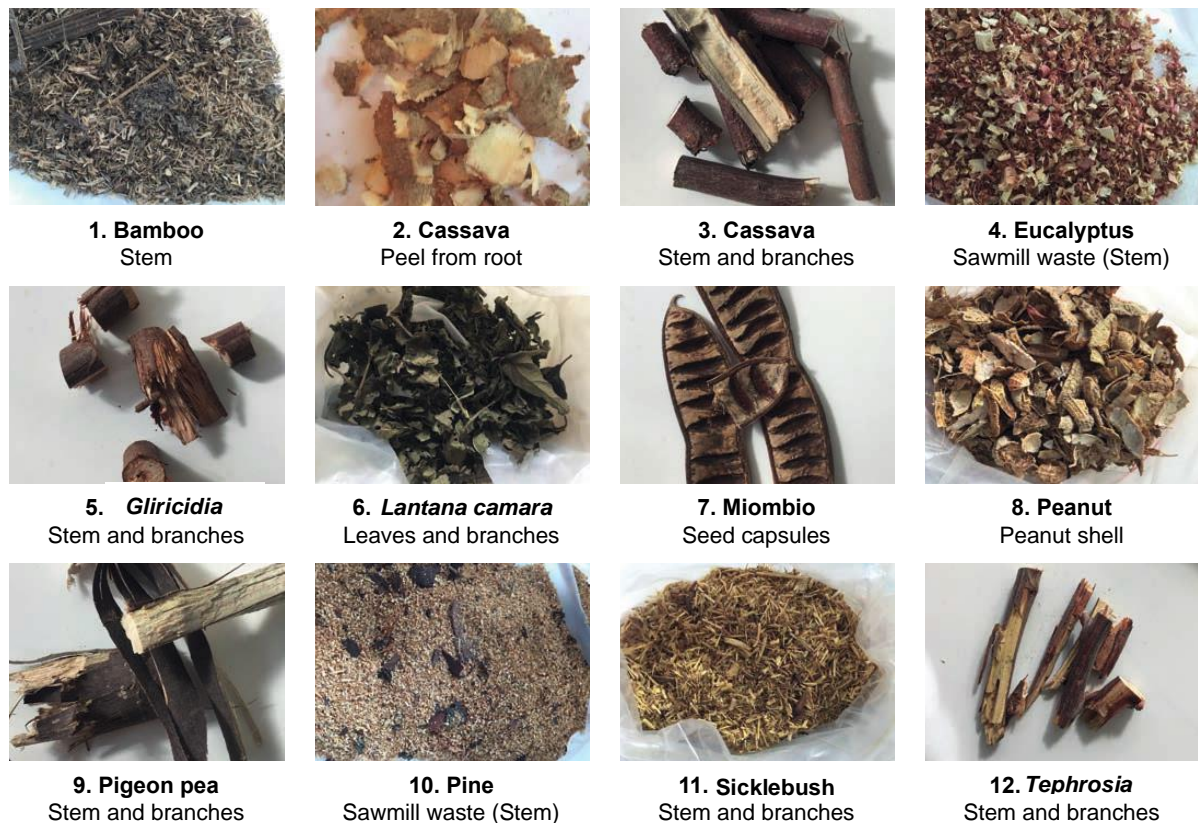 1. Bamboo
Stem
2. Cassava
Peel from root
3. Cassava
Stem and branches
4. Eucalyptus
Sawmill waste (Stem)
5. Gliricidia
Stem and branches
6. Lantana camara
Leaves and branches
7. Miombio
Seed capsules
8. Peanut
Peanut shell
9. Pigeon pea
Stem and branches
10. Pine
Sawmill waste (Stem)
11. Sicklebush
Stem and branches
12. Tephrosia
Stem and branches